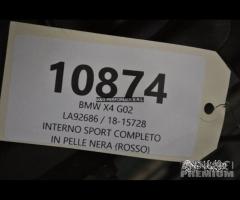 10874
BMW X4 G02
LA92686 / 18-15728
INTERNO SPORT COMPLETO
IN PELLE NERA (ROSSO)
PREMIUM